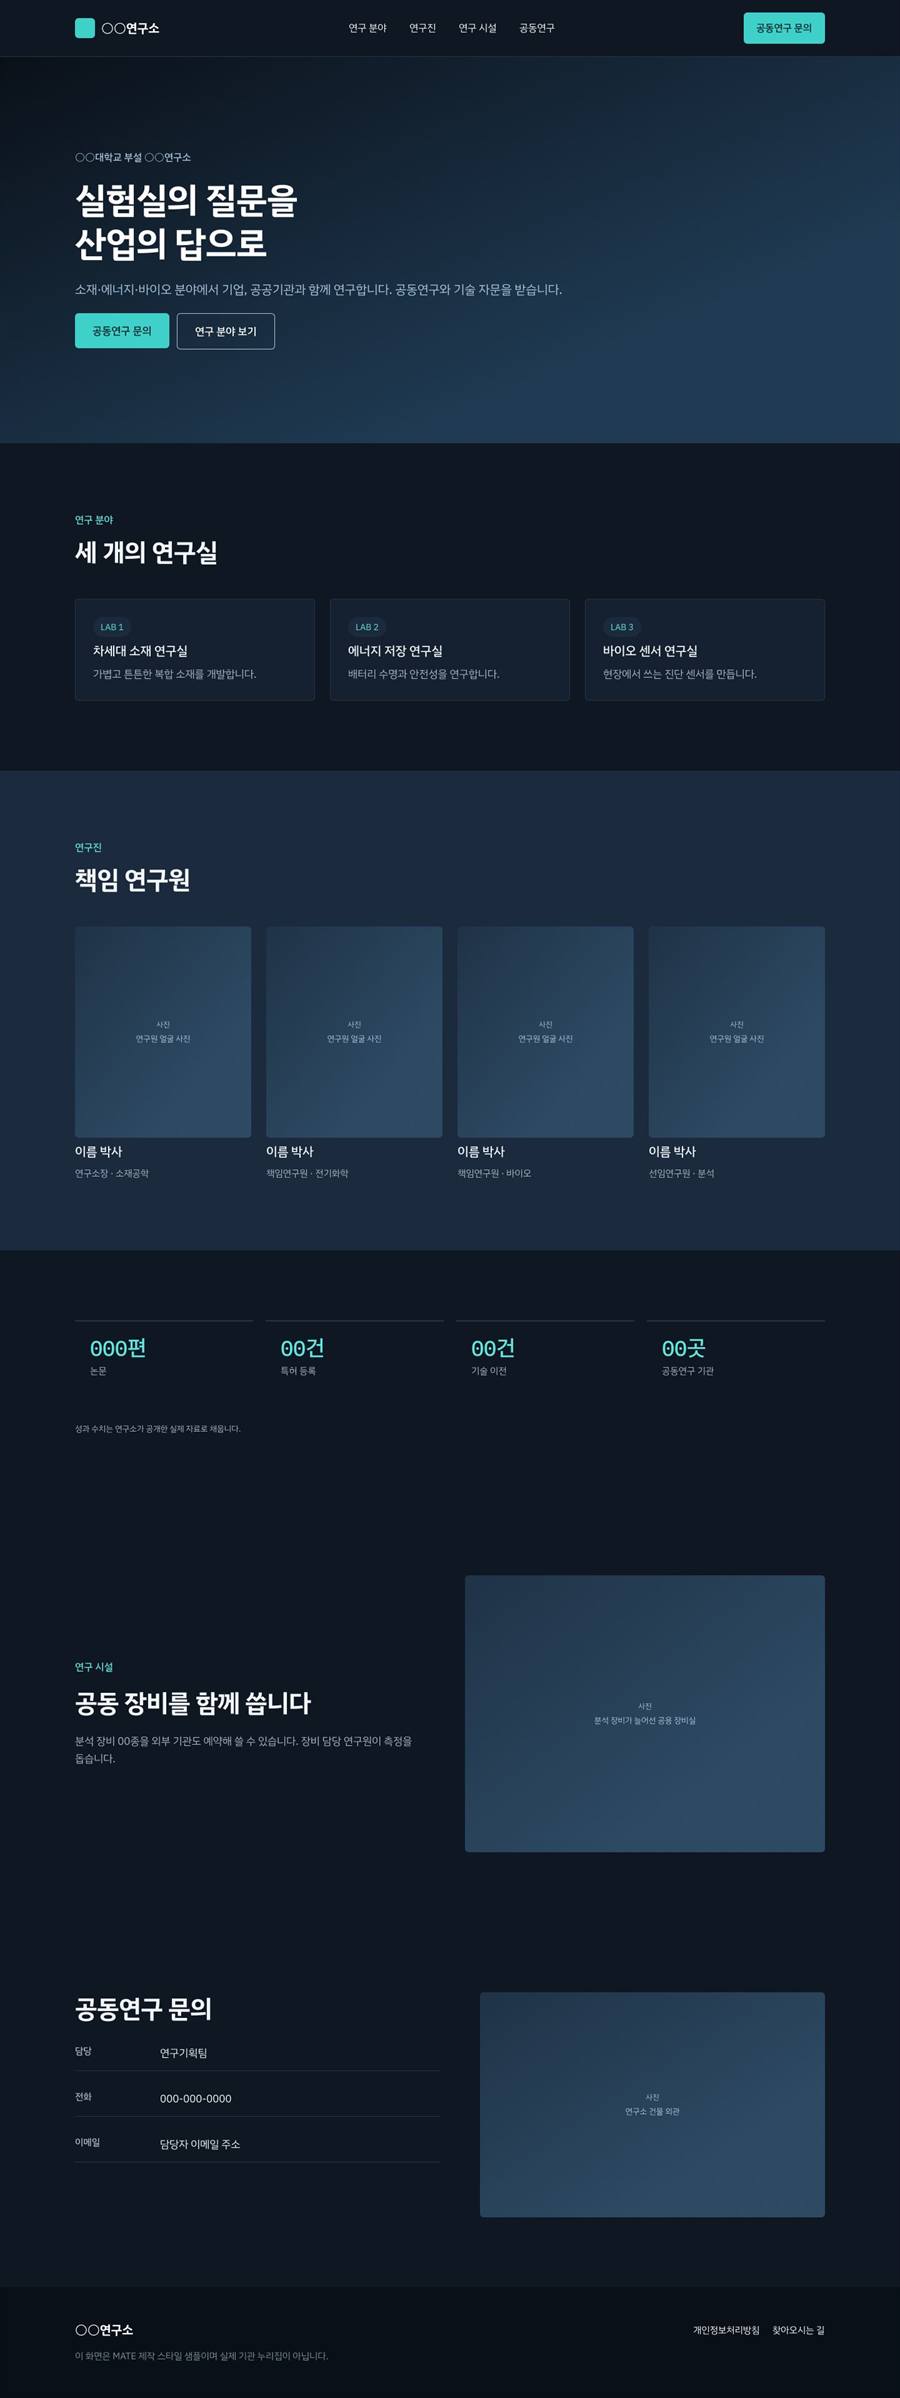 ○○연구소
연구 분야
연구진
연구 시설
공동연구
공동연구 문의
○○대학교 부설 ○○연구소
실험실의 질문을
산업의 답으로
소재·에너지·바이오 분야에서 기업, 공공기관과 함께 연구합니다. 공동연구와 기술 자문을 받습니다.
공동연구 문의
연구 분야 보기
연구 분야
세 개의 연구실
LAB 1
차세대 소재 연구실
가볍고 튼튼한 복합 소재를 개발합니다.
LAB 2
에너지 저장 연구실
배터리 수명과 안전성을 연구합니다.
LAB 3
바이오 센서 연구실
현장에서 쓰는 진단 센서를 만듭니다.
연구진
책임 연구원
사진
연구원 얼굴 사진
이름 박사
연구소장 · 소재공학
사진
연구원 얼굴 사진
이름 박사
책임연구원 · 전기화학
사진
연구원 얼굴 사진
이름 박사
책임연구원 · 바이오
사진
연구원 얼굴 사진
이름 박사
선임연구원 · 분석
000편
논문
00건
특허 등록
00건
기술 이전
00곳
공동연구 기관
성과 수치는 연구소가 공개한 실제 자료로 채웁니다.
연구 시설
공동 장비를 함께 씁니다
분석 장비 00종을 외부 기관도 예약해 쓸 수 있습니다. 장비 담당 연구원이 측정을
돕습니다.
사진
분석 장비가 늘어선 공용 장비실
공동연구 문의
담당
연구기획팀
전화
000-000-0000
이메일
담당자 이메일 주소
사진
연구소 건물 외관
○○연구소
이 화면은 MATE 제작 스타일 샘플이며 실제 기관 누리집이 아닙니다.
개인정보처리방침
찾아오시는 길